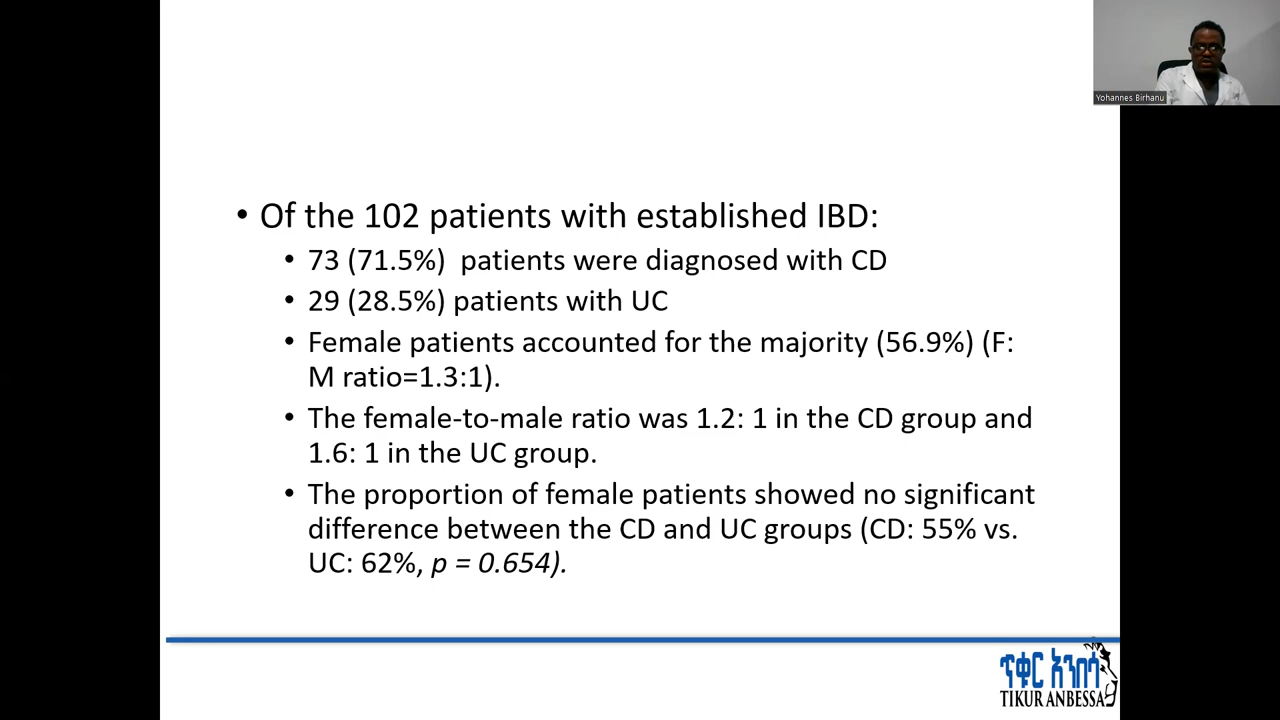 Yohannes Birhanu
• Of the 102 patients with established IBD:
• 73 (71.5%) patients were diagnosed with CD
• 29 (28.5%) patients with UC
• Female patients accounted for the majority (56.9%) (F:
M ratio=1.3:1).
• The female-to-male ratio was 1.2: 1 in the CD group and
1.6: 1 in the UC group.
• The proportion of female patients showed no significant
difference between the CD and UC groups (CD: 55% vs.
UC: 62%, p = 0.654).
ጥቁር አንበሳ
TIKUR ANBESSA